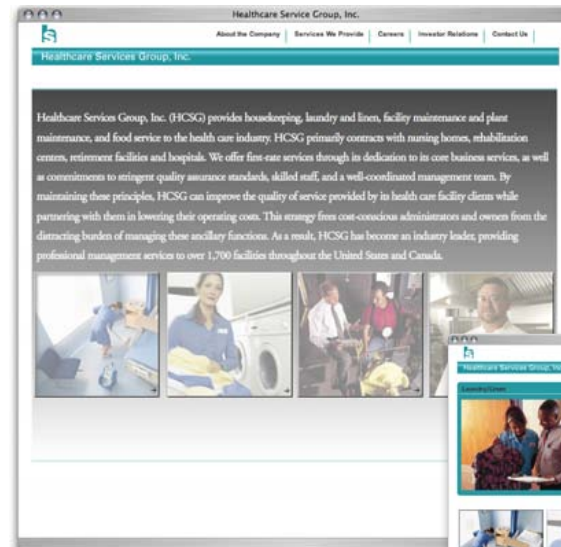 Healthcare Service Group, Inc.
About the Company Services We Provide Careers Investor Relations Contact Us
Healthcare Services Group, Inc.
Healthcare Services Group, Inc. (HCSG) provides housekeeping, laundry and linen, facility maintenance and plant
maintenance, and food service to the health care industry. HCSG primarily contracts with nursing homes, rehabilitation
centers, retirement facilities and hospitals. We offer first-rate services through its dedication to its core business services, as well
as commitments to stringent quality assurance standards, skilled staff, and a well-coordinated management team. By
maintaining these principles, HCSG can improve the quality of service provided by its health care facility clients while
partnering with them in lowering their operating costs. This strategy frees cost-conscious administrators and owners from the
distracting burden of managing these ancillary functions. As a result, HCSG has become an industry leader, providing
professional management services to over 1,700 facilities throughout the United States and Canada.
Healthcare Services Group, Inc
Laundry/Linen